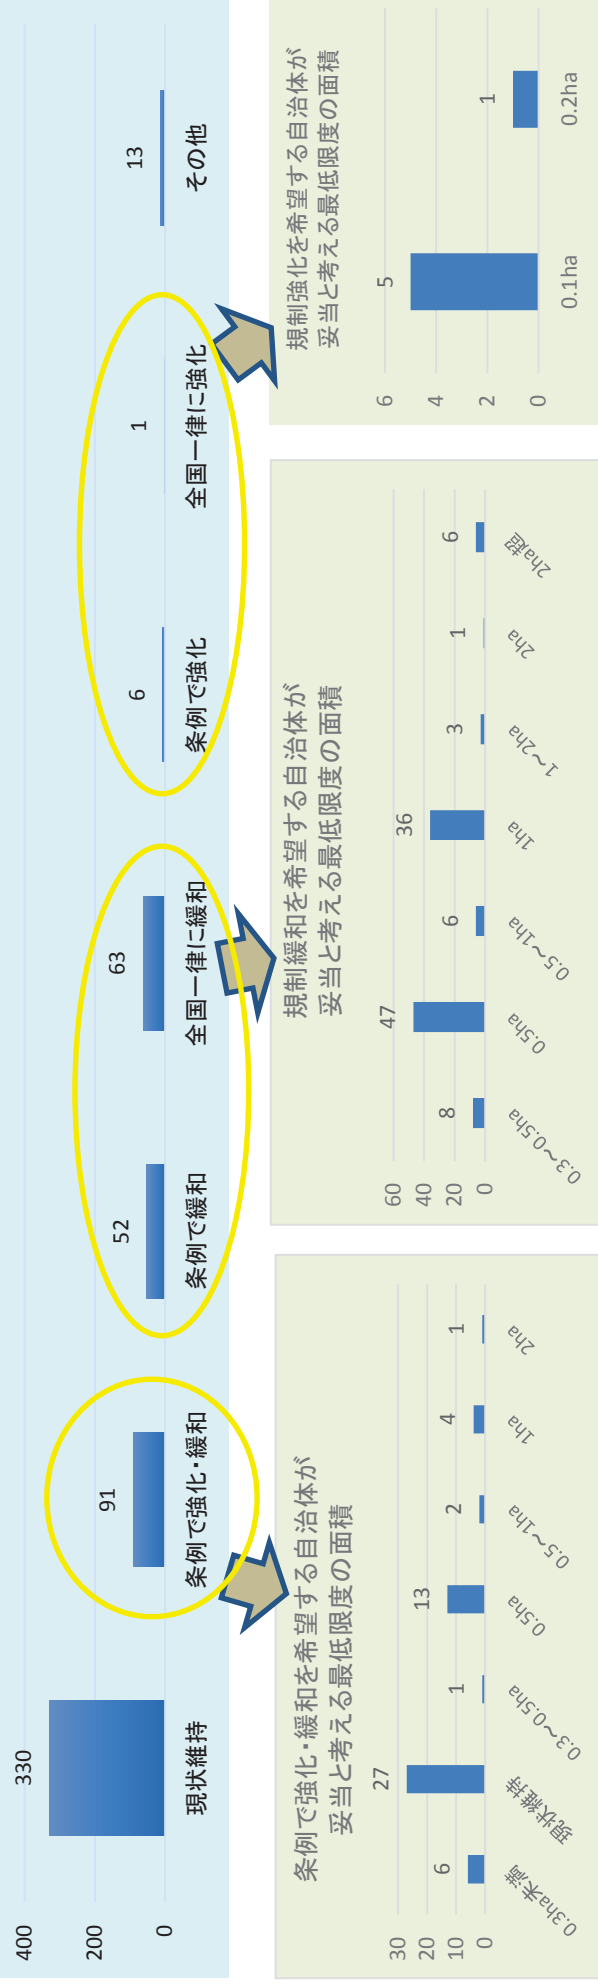 400
200
0
330
91
52
63
6
1
13
現状維持
条例で強化・緩和
条例で緩和
全国一律に緩和
条例で強化
全国一律に強化
その他
条例で強化・緩和を希望する自治体が
妥当と考える最低限度の面積
30
20
10
0
6
27
1
13
2
4
1
0.3ha未満
現状維持
0.3～0.5ha
0.5ha
0.5～1ha
1ha
2ha
規制緩和を希望する自治体が
妥当と考える最低限度の面積
60
40
20
0
8
47
6
36
3
1
6
0.3～0.5ha
0.5ha
0.5～1ha
1ha
1～2ha
2ha
2ha超
規制強化を希望する自治体が
妥当と考える最低限度の面積
6
4
2
0
5
1
0.1ha
0.2ha